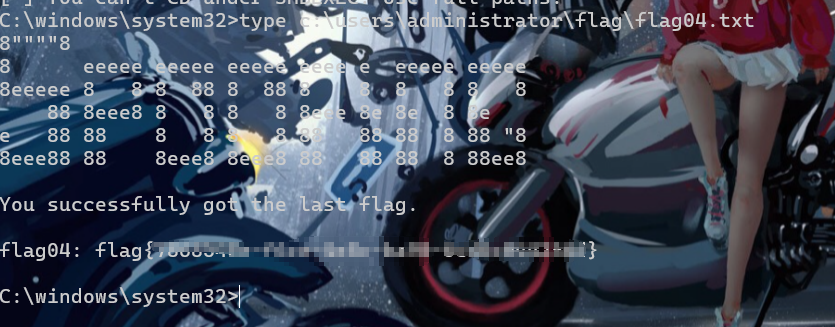 C:\windows\system32>type C:\users\administrator\flag\flag04.txt
8""""8
8      eeeee eeeee eeeee eeee e   eeeee eeeee
8eeeee 8   8 8  88 8  88 8    8   8   8 8   8
    88 8eee8 8   8 8   8 8eee 8e 8e  8 8e
e   88 88    8   8 8   8 88   88 88  8 88 "8
8eee88 88    8eee8 8eee8 88   88 88  8 88ee8
You successfully got the last flag.
flag04: flag{}
C:\windows\system32>